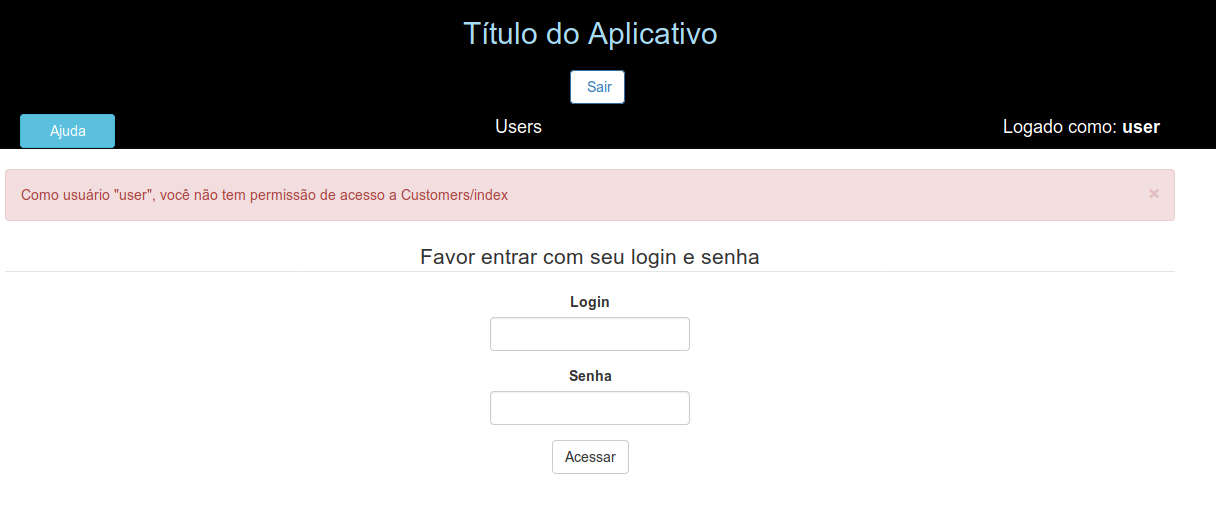 Título do Aplicativo
Sair
Ajuda
Users
Logado como: user
Como usuário "user", você não tem permissão de acesso a Customers/index
×
Favor entrar com seu login e senha
Login
Senha
Acessar